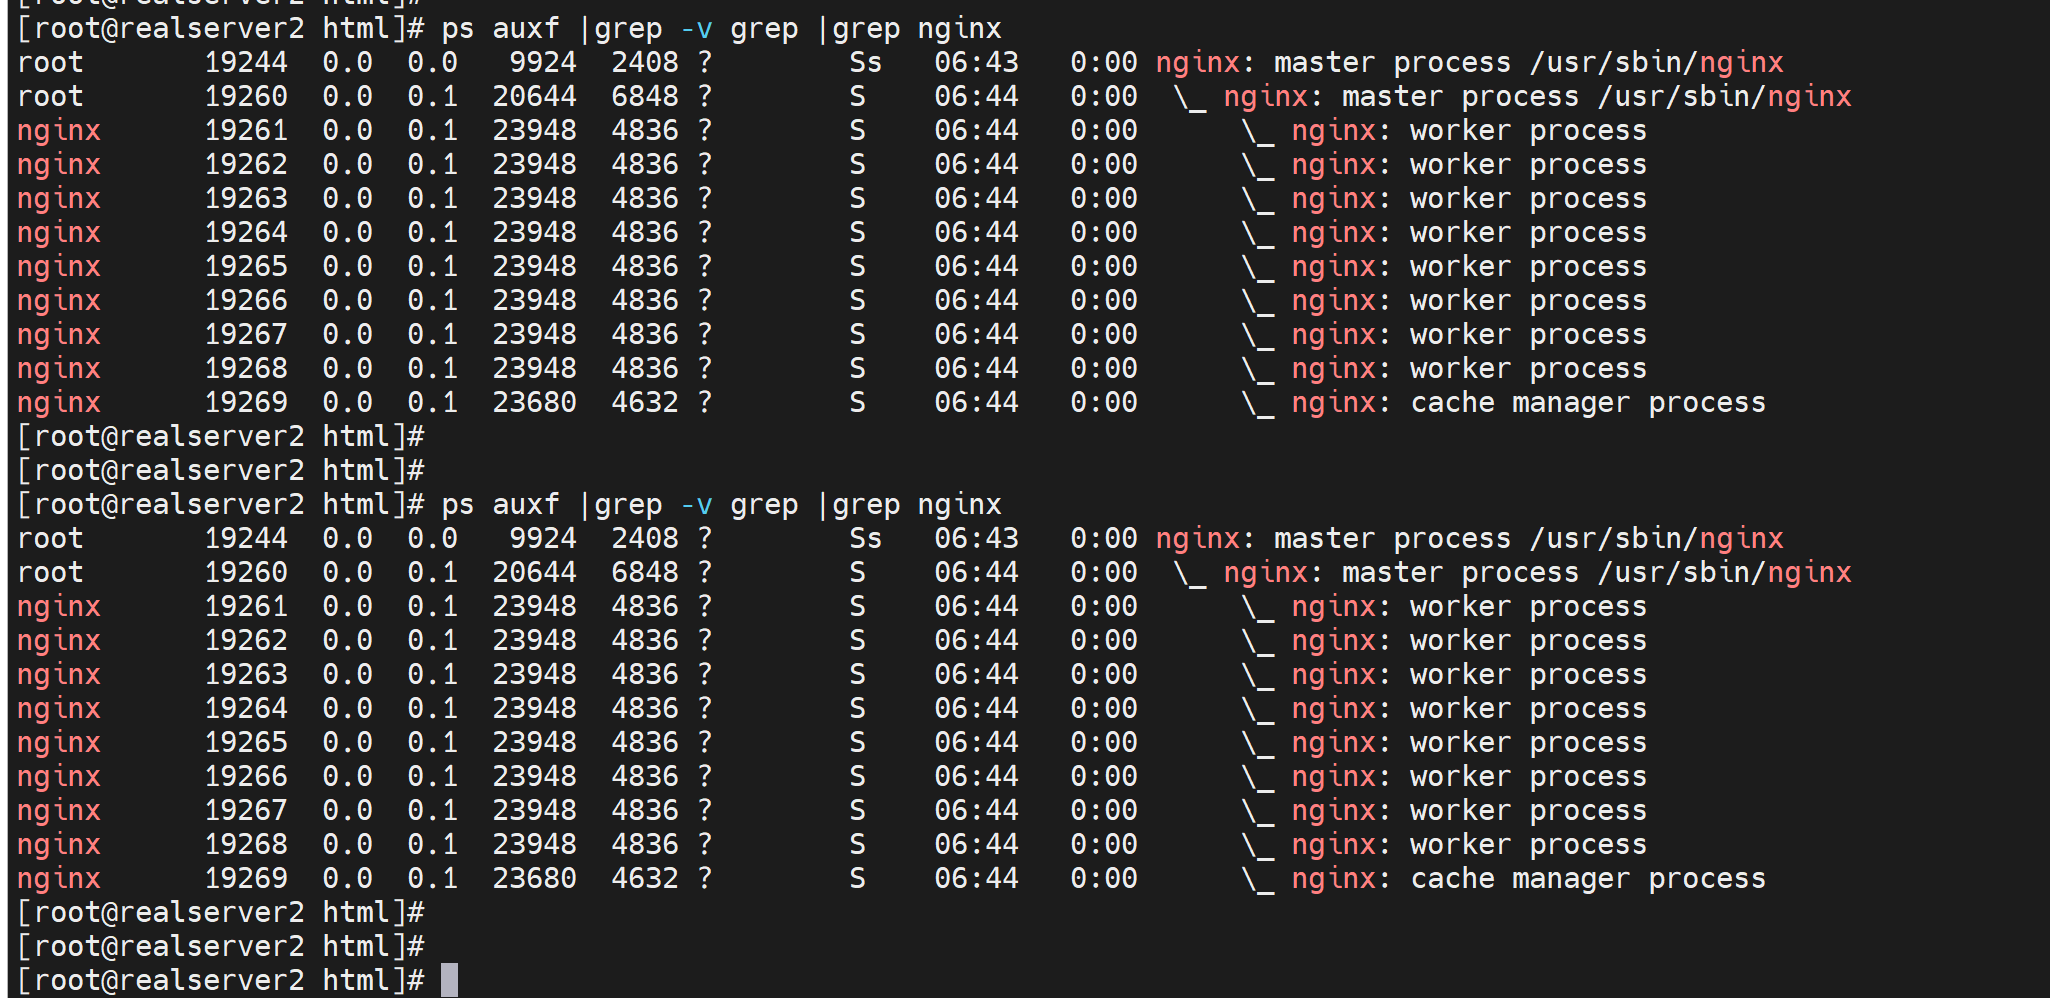 [root@realserver2 html]#
[root@realserver2 html]# ps auxf |grep -v grep |grep nginx
root       19244  0.0  0.0   9924  2408 ?        Ss   06:43   0:00 nginx: master process /usr/sbin/nginx
root       19260  0.0  0.1  20644  6848 ?        S    06:44   0:00  \_ nginx: master process /usr/sbin/nginx
nginx      19261  0.0  0.1  23948  4836 ?        S    06:44   0:00      \_ nginx: worker process
nginx      19262  0.0  0.1  23948  4836 ?        S    06:44   0:00      \_ nginx: worker process
nginx      19263  0.0  0.1  23948  4836 ?        S    06:44   0:00      \_ nginx: worker process
nginx      19264  0.0  0.1  23948  4836 ?        S    06:44   0:00      \_ nginx: worker process
nginx      19265  0.0  0.1  23948  4836 ?        S    06:44   0:00      \_ nginx: worker process
nginx      19266  0.0  0.1  23948  4836 ?        S    06:44   0:00      \_ nginx: worker process
nginx      19267  0.0  0.1  23948  4836 ?        S    06:44   0:00      \_ nginx: worker process
nginx      19268  0.0  0.1  23948  4836 ?        S    06:44   0:00      \_ nginx: worker process
nginx      19269  0.0  0.1  23680  4632 ?        S    06:44   0:00      \_ nginx: cache manager process
[root@realserver2 html]#
[root@realserver2 html]#
[root@realserver2 html]# ps auxf |grep -v grep |grep nginx
root       19244  0.0  0.0   9924  2408 ?        Ss   06:43   0:00 nginx: master process /usr/sbin/nginx
root       19260  0.0  0.1  20644  6848 ?        S    06:44   0:00  \_ nginx: master process /usr/sbin/nginx
nginx      19261  0.0  0.1  23948  4836 ?        S    06:44   0:00      \_ nginx: worker process
nginx      19262  0.0  0.1  23948  4836 ?        S    06:44   0:00      \_ nginx: worker process
nginx      19263  0.0  0.1  23948  4836 ?        S    06:44   0:00      \_ nginx: worker process
nginx      19264  0.0  0.1  23948  4836 ?        S    06:44   0:00      \_ nginx: worker process
nginx      19265  0.0  0.1  23948  4836 ?        S    06:44   0:00      \_ nginx: worker process
nginx      19266  0.0  0.1  23948  4836 ?        S    06:44   0:00      \_ nginx: worker process
nginx      19267  0.0  0.1  23948  4836 ?        S    06:44   0:00      \_ nginx: worker process
nginx      19268  0.0  0.1  23948  4836 ?        S    06:44   0:00      \_ nginx: worker process
nginx      19269  0.0  0.1  23680  4632 ?        S    06:44   0:00      \_ nginx: cache manager process
[root@realserver2 html]#
[root@realserver2 html]#
[root@realserver2 html]#